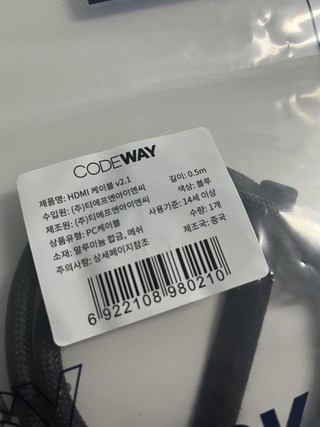 CODEWAY
제품명: HDMI 케이블 v2.1
길이: 0.5m
수입원: (주)티에프엔아이엔씨
색상: 블루
제조원: (주)티에프엔아이엔씨
사용기준: 14세 이상
상품유형: PC케이블
수량: 1개
소재: 알루미늄 합금, 메쉬
제조국: 중국
주의사항: 상세페이지참조
6 922108 980210